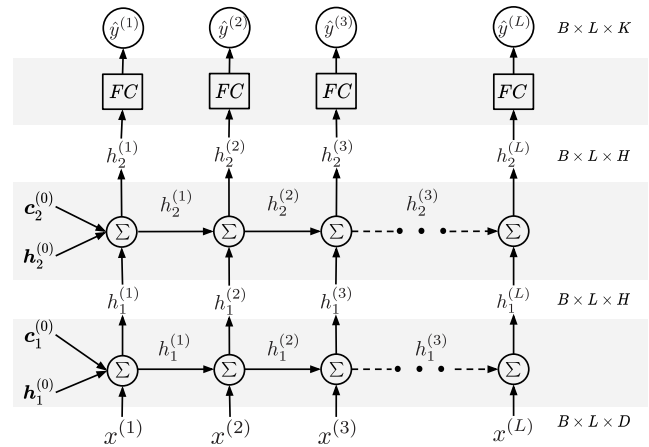 ŷ⁽¹⁾ ŷ⁽²⁾ ŷ⁽³⁾ ŷ⁽ᴸ⁾ B × L × K
FC FC FC FC
h₂⁽¹⁾ h₂⁽²⁾ h₂⁽³⁾ h₂⁽ᴸ⁾ B × L × H
c₂⁽⁰⁾ h₂⁽¹⁾ h₂⁽²⁾ h₂⁽³⁾
Σ Σ Σ • • • Σ
h₂⁽⁰⁾
h₁⁽¹⁾ h₁⁽²⁾ h₁⁽³⁾ h₁⁽ᴸ⁾ B × L × H
c₁⁽⁰⁾ h₁⁽¹⁾ h₁⁽²⁾ h₁⁽³⁾
Σ Σ Σ • • • Σ
h₁⁽⁰⁾
x⁽¹⁾ x⁽²⁾ x⁽³⁾ x⁽ᴸ⁾ B × L × D